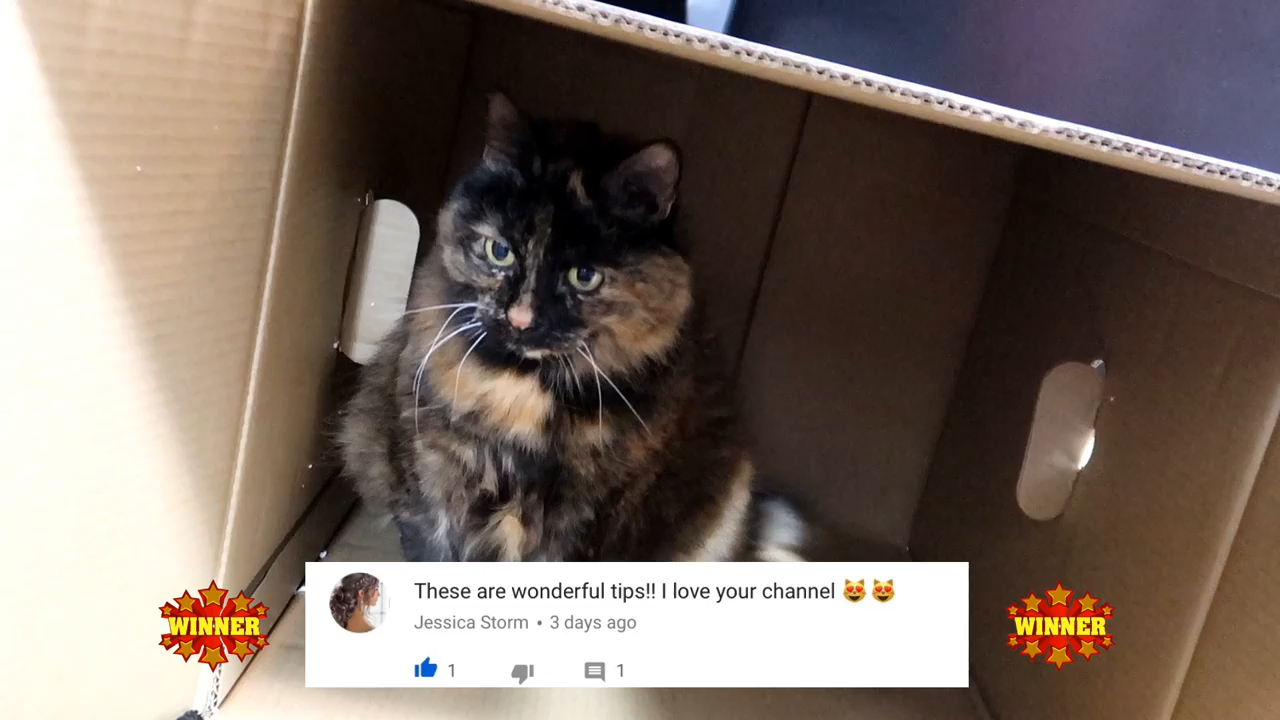 These are wonderful tips!! I love your channel 😻😻
Jessica Storm • 3 days ago
WINNER
WINNER
1
1